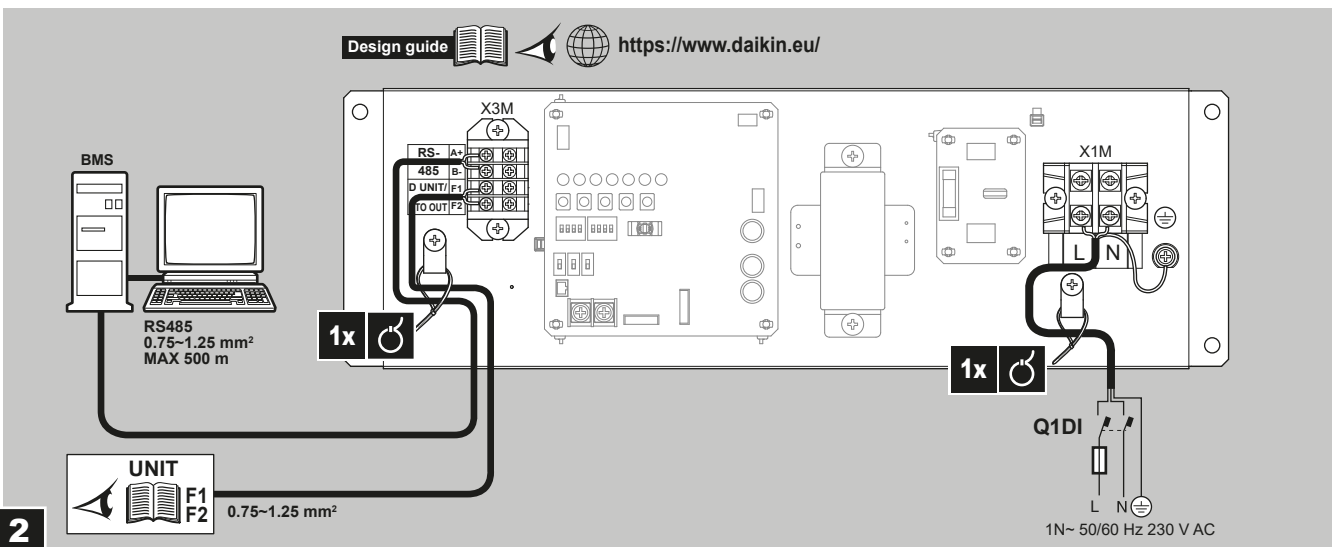 Design guide
https://www.daikin.eu/
X3M
RS-
485
A+
B-
D UNIT/
TO OUT
F1
F2
X1M
L N
BMS
RS485
0.75~1.25 mm²
MAX 500 m
1x
1x
Q1DI
L N
1N~ 50/60 Hz 230 V AC
UNIT
F1
F2
0.75~1.25 mm²
2